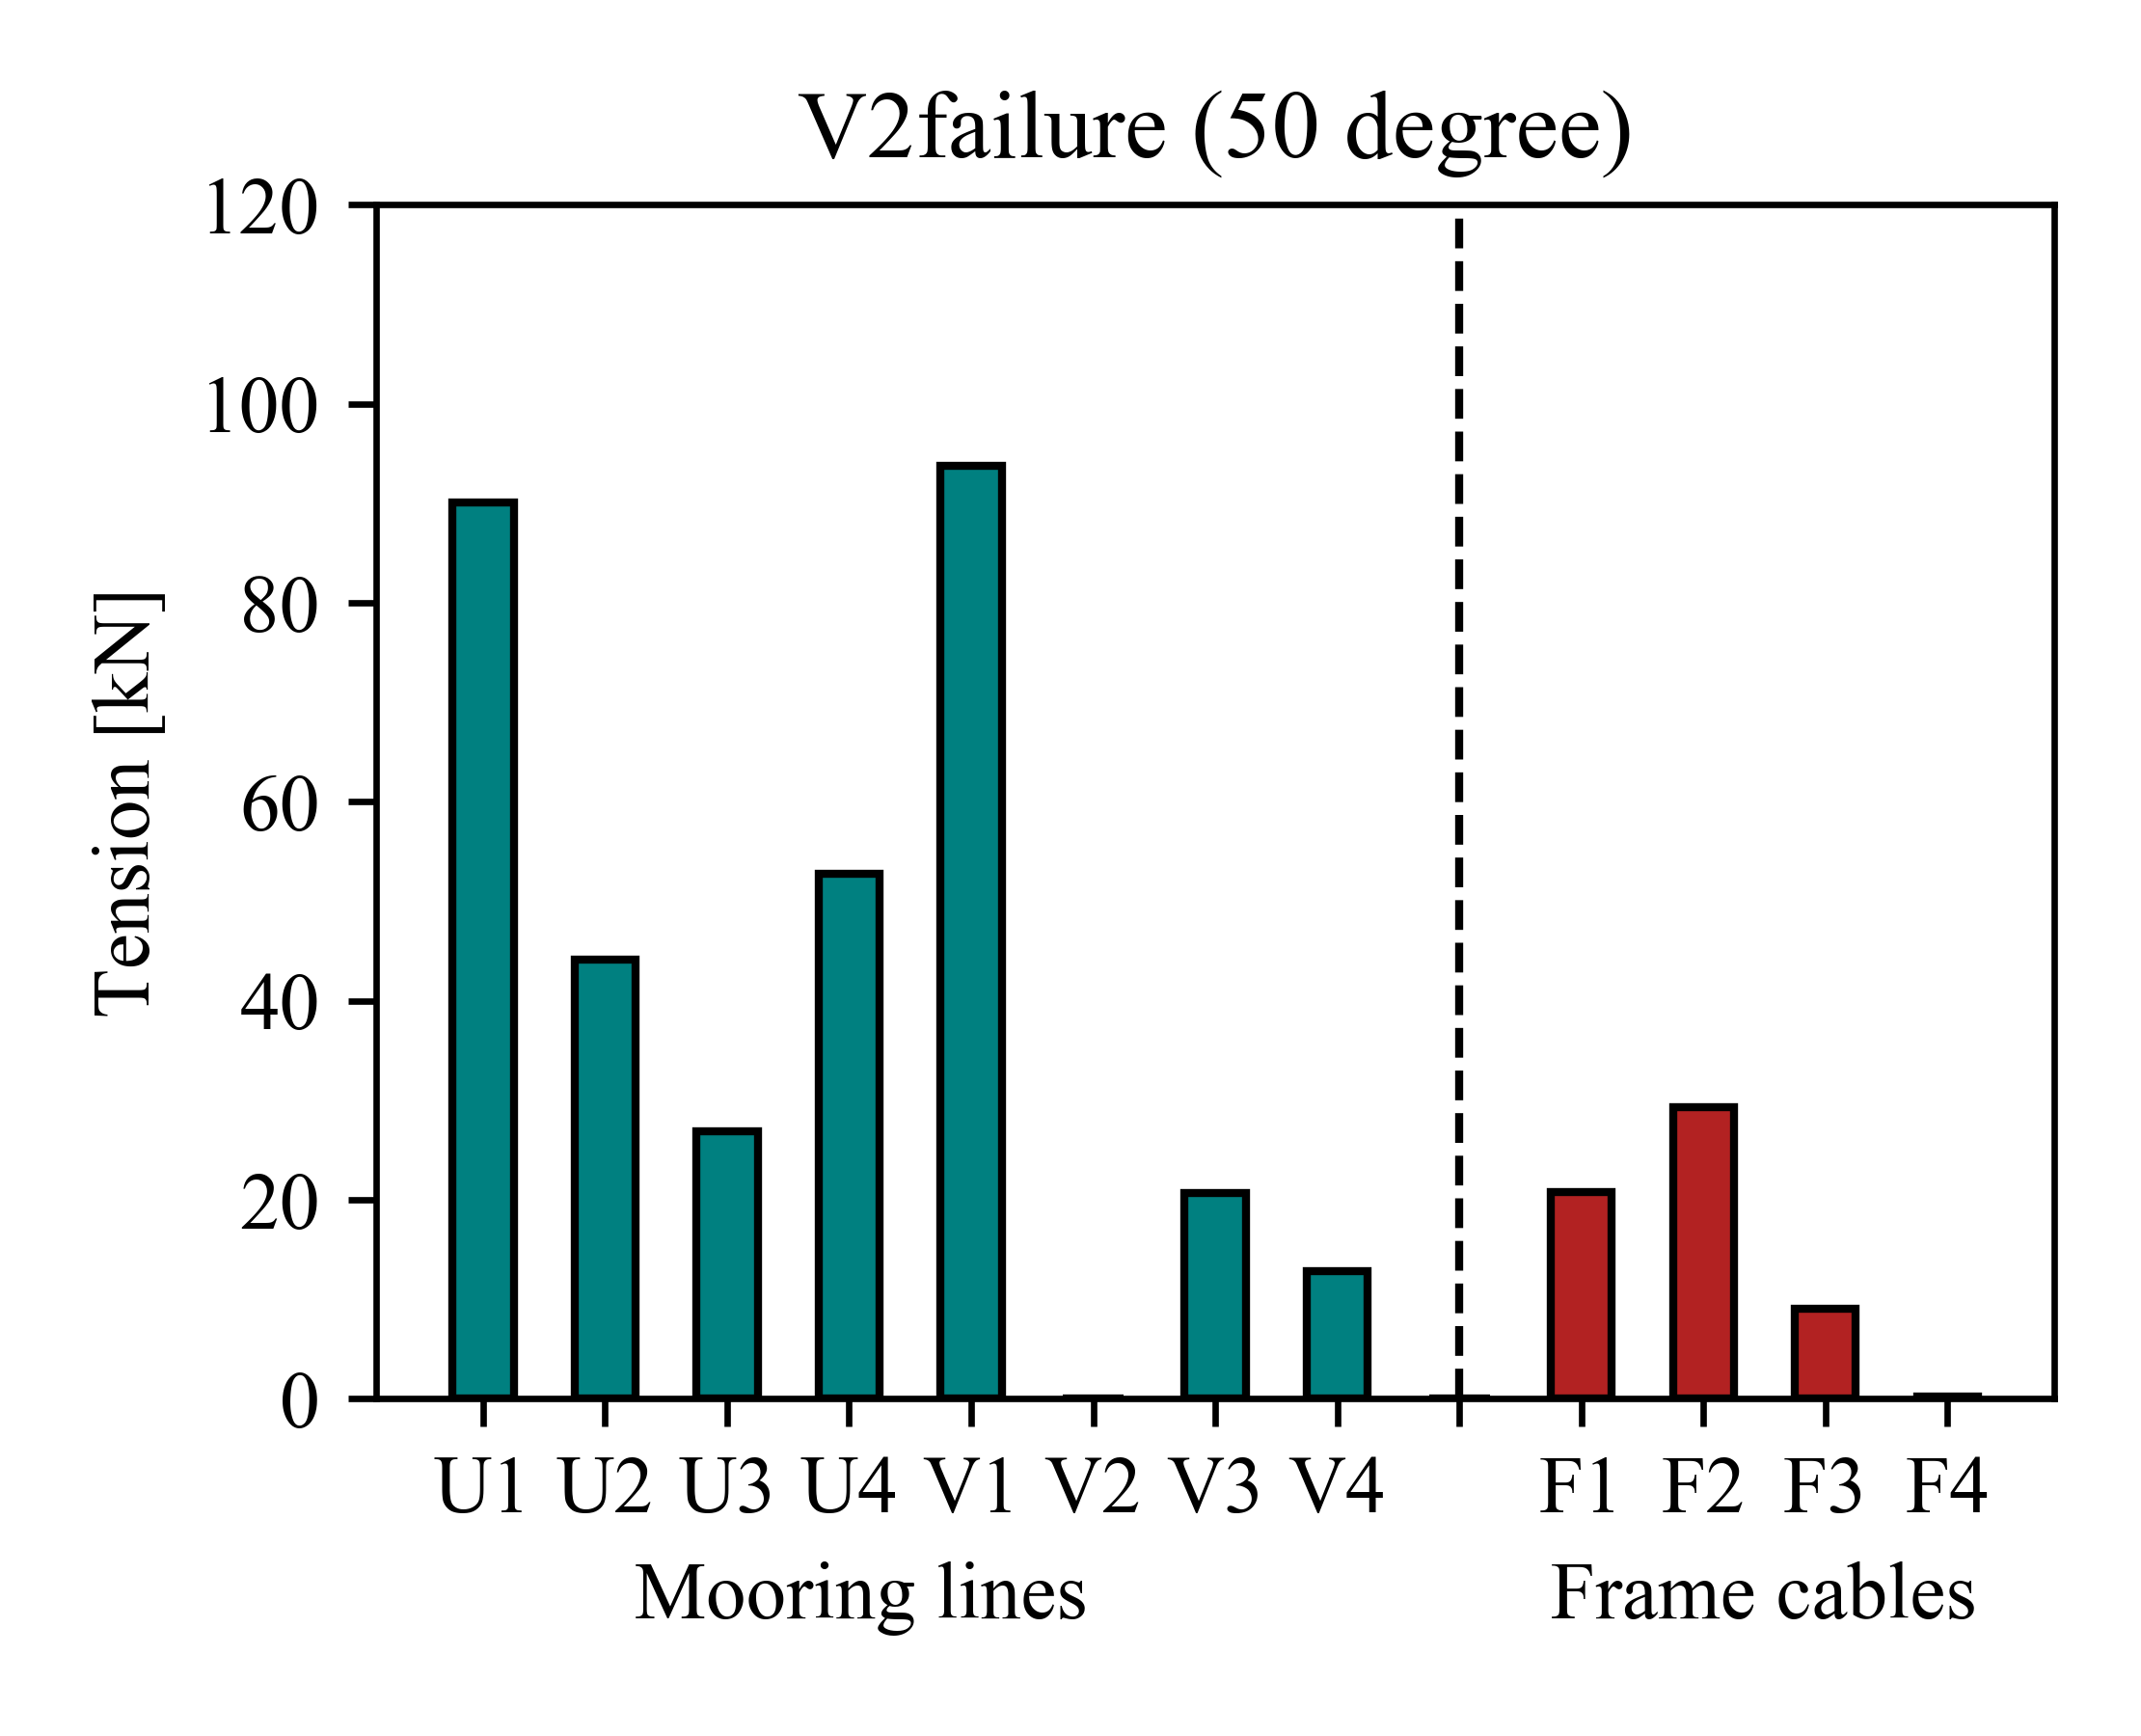 V2failure (50 degree)
120
100
80
60
40
20
0
Tension [kN]
U1 U2 U3 U4 V1 V2 V3 V4 F1 F2 F3 F4
Mooring lines Frame cables